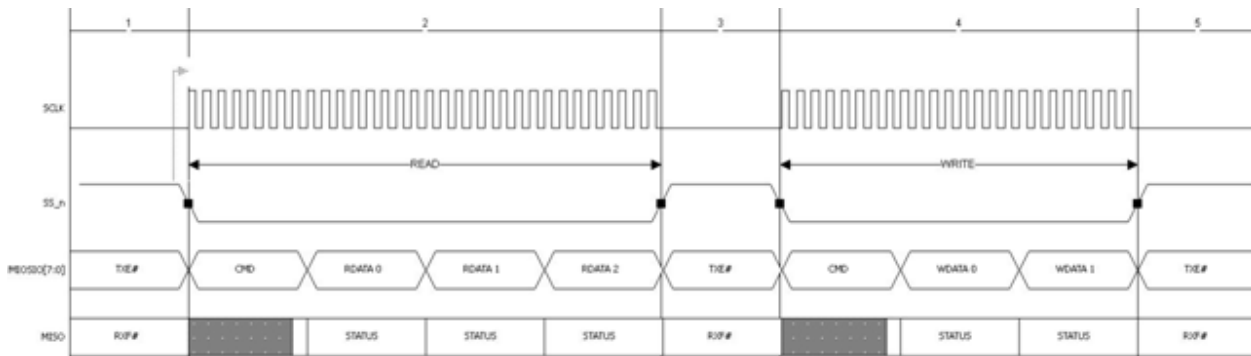 1 2 3 4 5
SCLK
READ WRITE
SS_n
MIOSIO[7:0] TXE# CMD RDATA 0 RDATA 1 RDATA 2 TXE# CMD WDATA 0 WDATA 1 TXE#
MISO RXF# STATUS STATUS STATUS RXF# STATUS STATUS RXF#